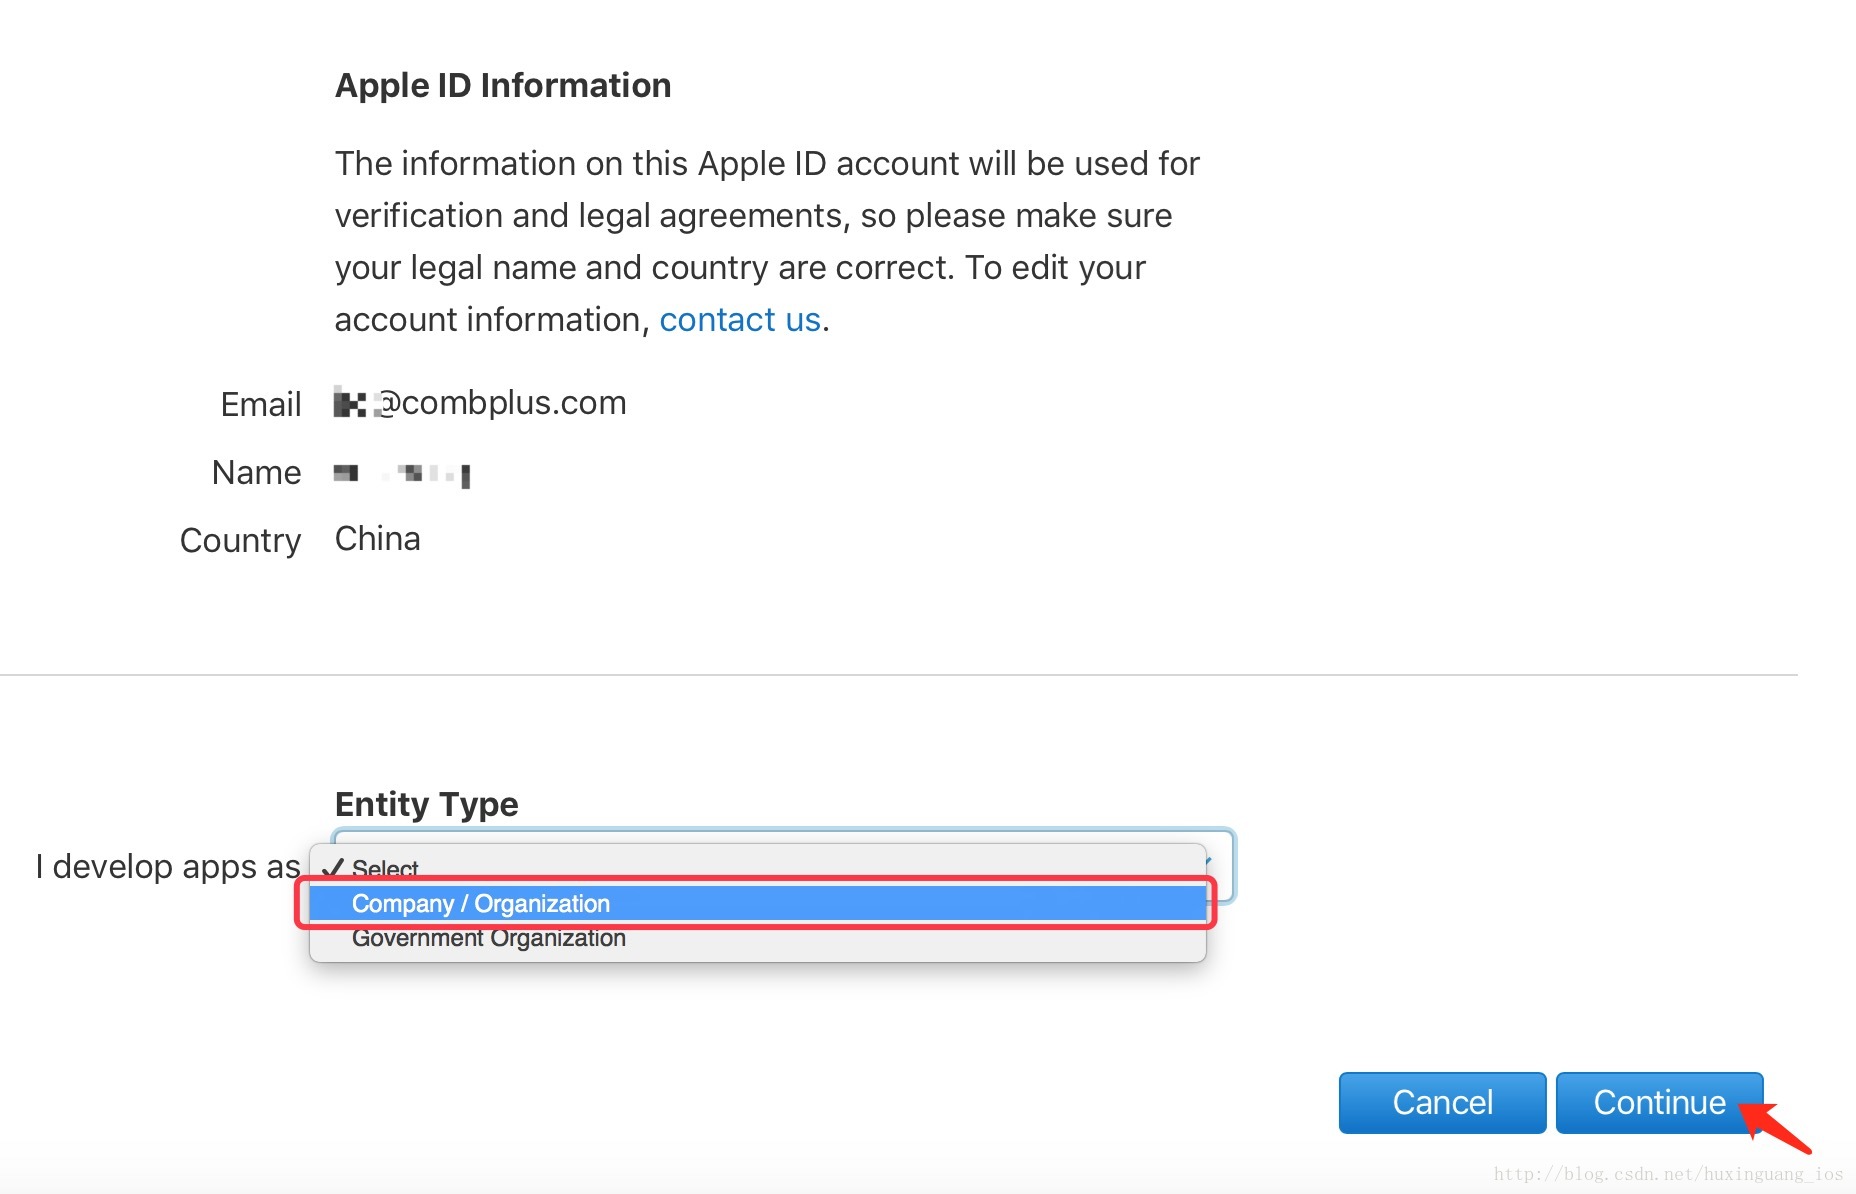 Apple ID Information
The information on this Apple ID account will be used for
verification and legal agreements, so please make sure
your legal name and country are correct. To edit your
account information, contact us.
Email @combplus.com
Name
Country China
Entity Type
I develop apps as ✓ Select
Company / Organization
Government Organization
Cancel Continue
http://blog.csdn.net/huxinguang_ios